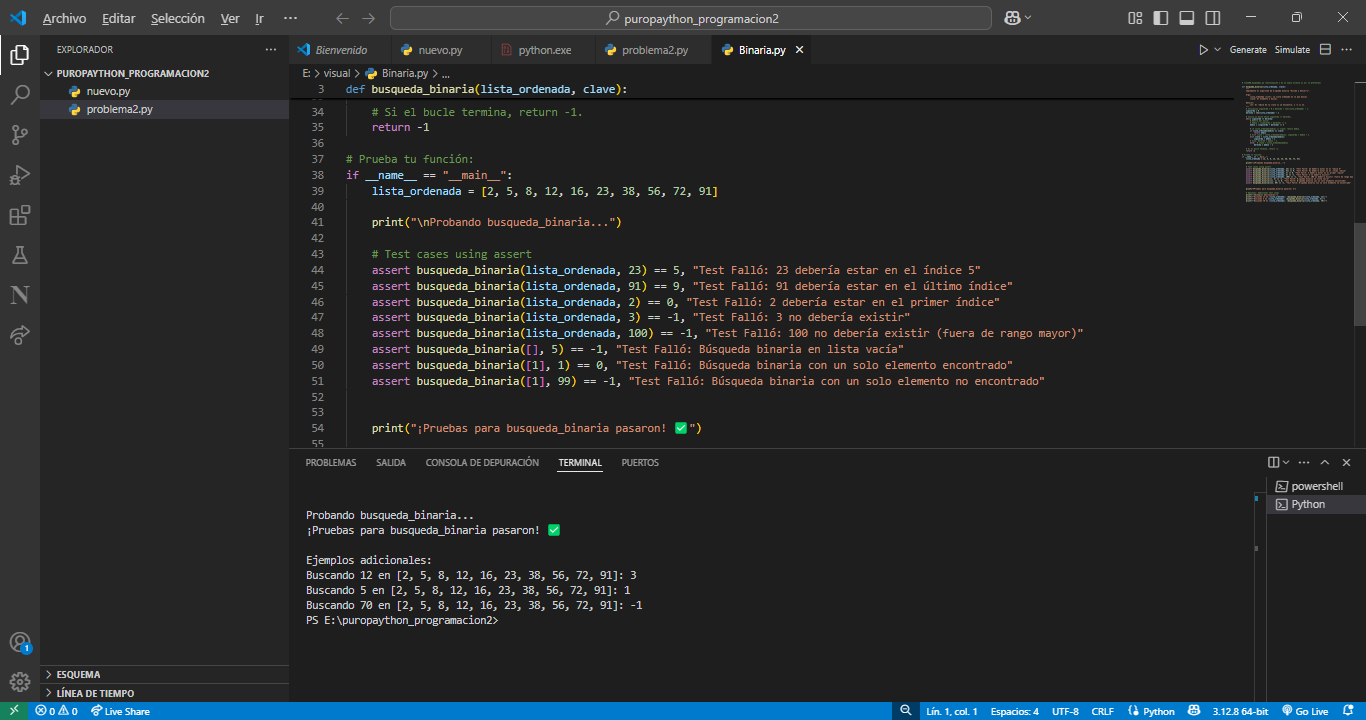 Archivo Editar Selección Ver Ir ··· puropaython_programacion2
EXPLORADOR ···
Bienvenido nuevo.py python.exe problema2.py Binaria.py Generate Simulate ···
PUROPAYTHON_PROGRAMACION2
nuevo.py
problema2.py
E: > visual > Binaria.py > ...
3 def busqueda_binaria(lista_ordenada, clave):
34 # Si el bucle termina, return -1.
35 return -1
36
37 # Prueba tu función:
38 if __name__ == "__main__":
39 lista_ordenada = [2, 5, 8, 12, 16, 23, 38, 56, 72, 91]
40
41 print("\nProbando busqueda_binaria...")
42
43 # Test cases using assert
44 assert busqueda_binaria(lista_ordenada, 23) == 5, "Test Falló: 23 debería estar en el índice 5"
45 assert busqueda_binaria(lista_ordenada, 91) == 9, "Test Falló: 91 debería estar en el último índice"
46 assert busqueda_binaria(lista_ordenada, 2) == 0, "Test Falló: 2 debería estar en el primer índice"
47 assert busqueda_binaria(lista_ordenada, 3) == -1, "Test Falló: 3 no debería existir"
48 assert busqueda_binaria(lista_ordenada, 100) == -1, "Test Falló: 100 no debería existir (fuera de rango mayor)"
49 assert busqueda_binaria([], 5) == -1, "Test Falló: Búsqueda binaria en lista vacía"
50 assert busqueda_binaria([1], 1) == 0, "Test Falló: Búsqueda binaria con un solo elemento encontrado"
51 assert busqueda_binaria([1], 99) == -1, "Test Falló: Búsqueda binaria con un solo elemento no encontrado"
52
53
54 print("¡Pruebas para busqueda_binaria pasaron! ✅")
55
PROBLEMAS SALIDA CONSOLA DE DEPURACIÓN TERMINAL PUERTOS ···
powershell
Python
Probando busqueda_binaria...
¡Pruebas para busqueda_binaria pasaron! ✅
Ejemplos adicionales:
Buscando 12 en [2, 5, 8, 12, 16, 23, 38, 56, 72, 91]: 3
Buscando 5 en [2, 5, 8, 12, 16, 23, 38, 56, 72, 91]: 1
Buscando 70 en [2, 5, 8, 12, 16, 23, 38, 56, 72, 91]: -1
PS E:\puropaython_programacion2>
1
ESQUEMA
LÍNEA DE TIEMPO
0 0 Live Share Lín. 1, col. 1 Espacios: 4 UTF-8 CRLF Python 3.12.8 64-bit Go Live